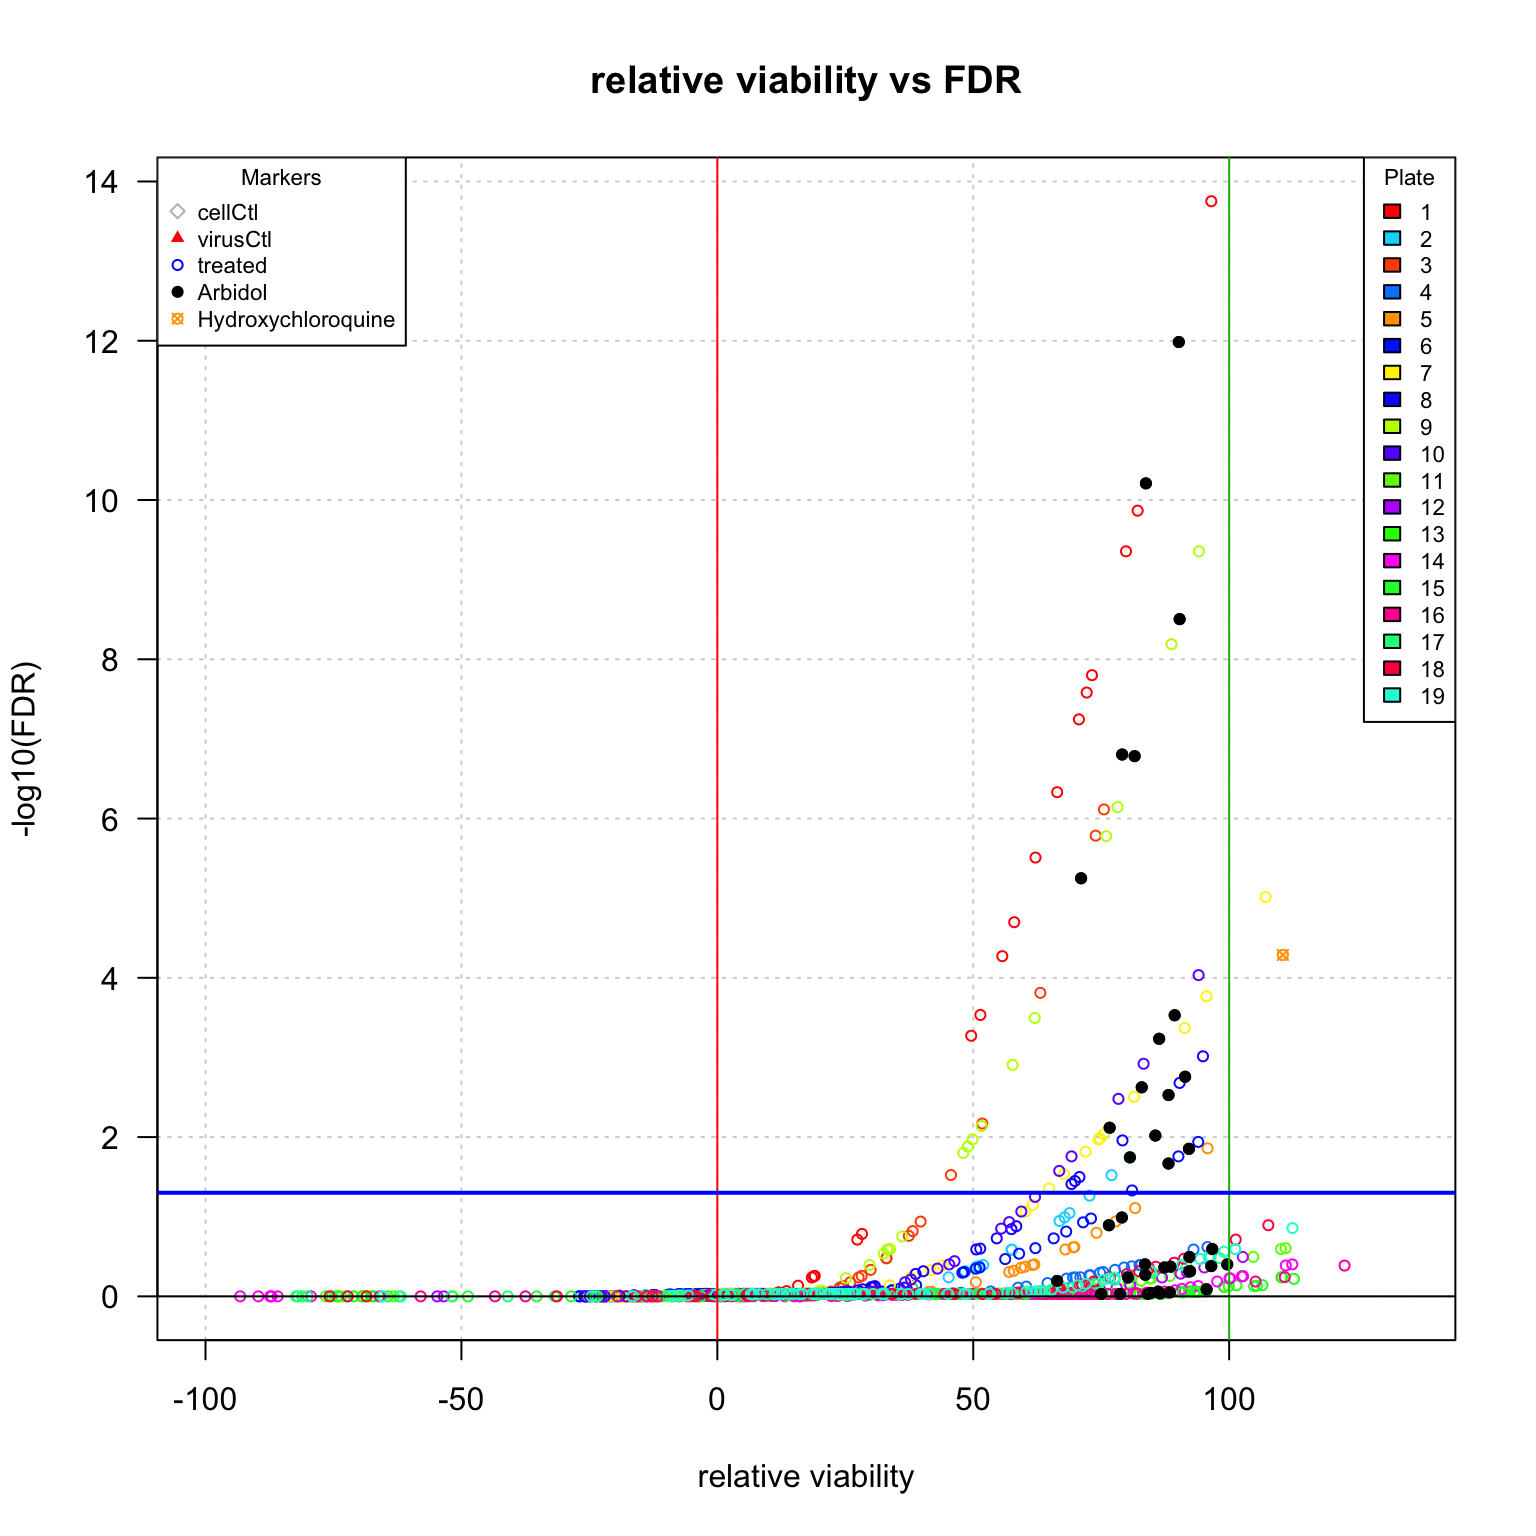 relative viability vs FDR
Markers
cellCtl
virusCtl
treated
Arbidol
Hydroxychloroquine
Plate
1
2
3
4
5
6
7
8
9
10
11
12
13
14
15
16
17
18
19
-log10(FDR)
14
12
10
8
6
4
2
0
-100 -50 0 50 100
relative viability